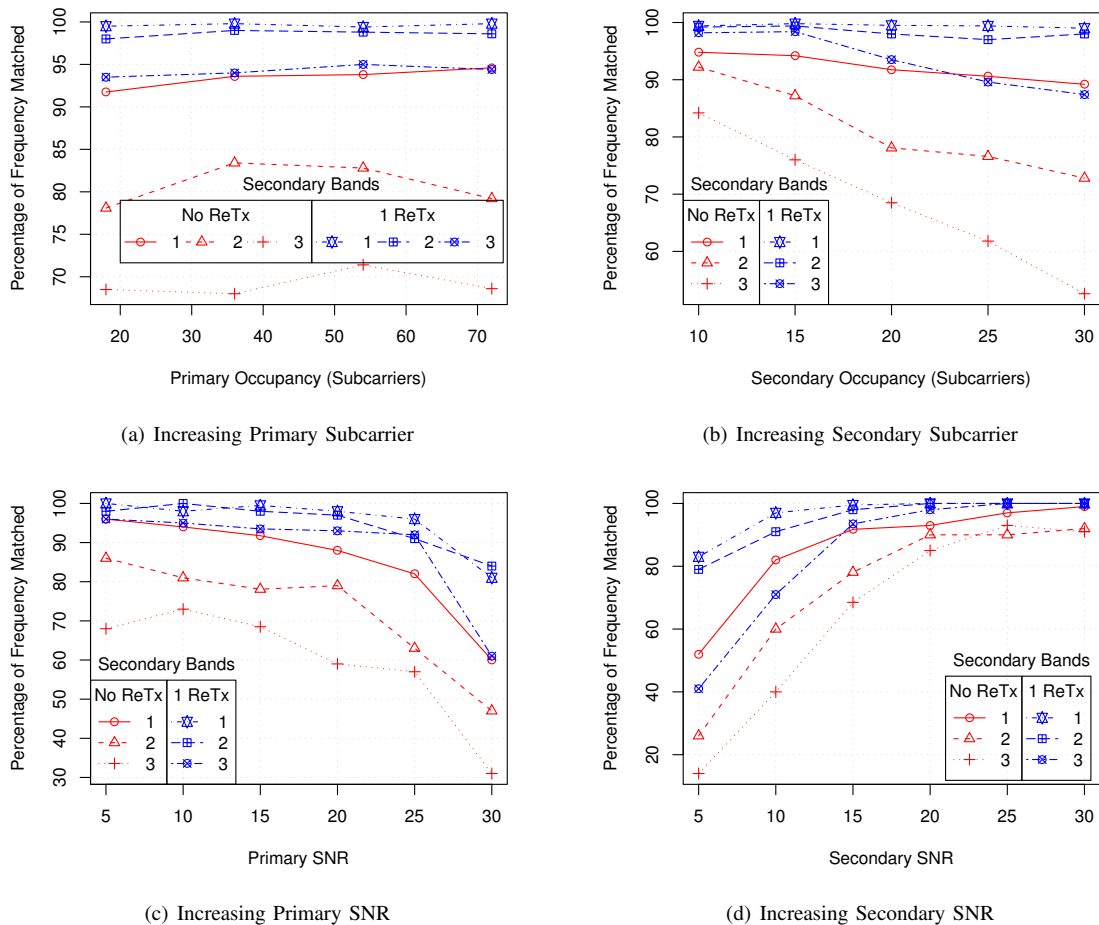 Percentage of Frequency Matched
100
95
90
85
80
75
70
Secondary Bands
No ReTx 1 ReTx
1 2 3 1 2 3
20 30 40 50 60 70
Primary Occupancy (Subcarriers)
(a) Increasing Primary Subcarrier
Percentage of Frequency Matched
100
90
80
70
60
Secondary Bands
No ReTx 1 ReTx
1 1
2 2
3 3
10 15 20 25 30
Secondary Occupancy (Subcarriers)
(b) Increasing Secondary Subcarrier
Percentage of Frequency Matched
100
90
80
70
60
50
40
30
Secondary Bands
No ReTx 1 ReTx
1 1
2 2
3 3
5 10 15 20 25 30
Primary SNR
(c) Increasing Primary SNR
Percentage of Frequency Matched
100
80
60
40
20
Secondary Bands
No ReTx 1 ReTx
1 1
2 2
3 3
5 10 15 20 25 30
Secondary SNR
(d) Increasing Secondary SNR